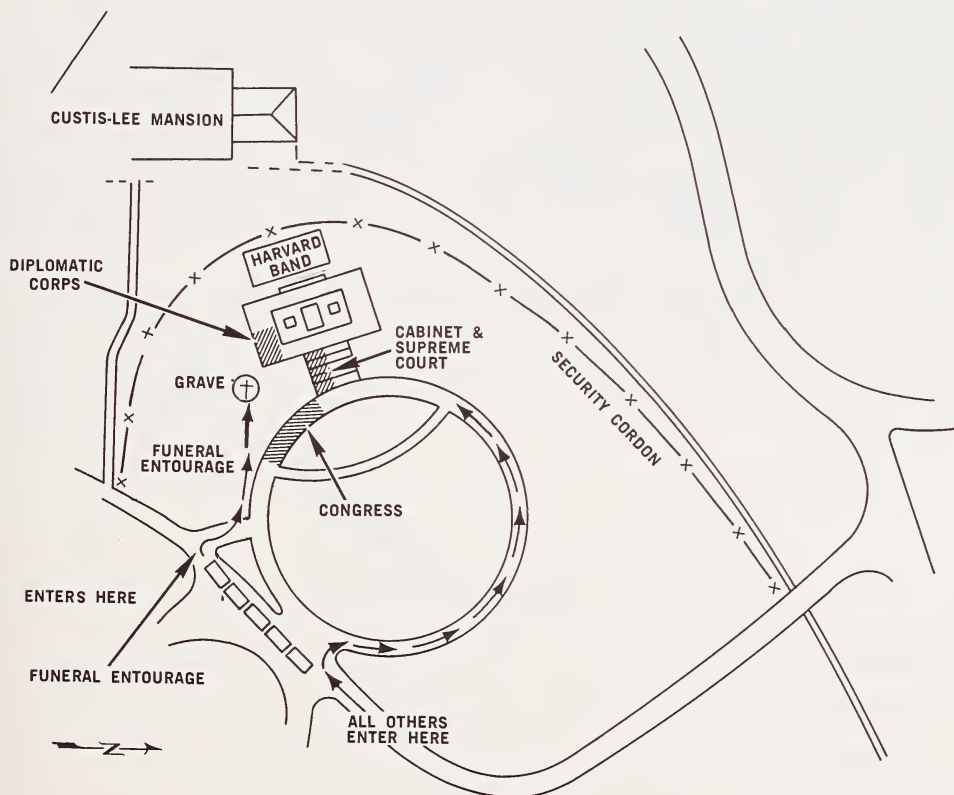 CUSTIS-LEE MANSION
HARVARD
BAND
DIPLOMATIC
CORPS
CABINET &
SUPREME
COURT
GRAVE
SECURITY CORDON
FUNERAL
ENTOURAGE
CONGRESS
ENTERS HERE
FUNERAL ENTOURAGE
ALL OTHERS
ENTER HERE
N